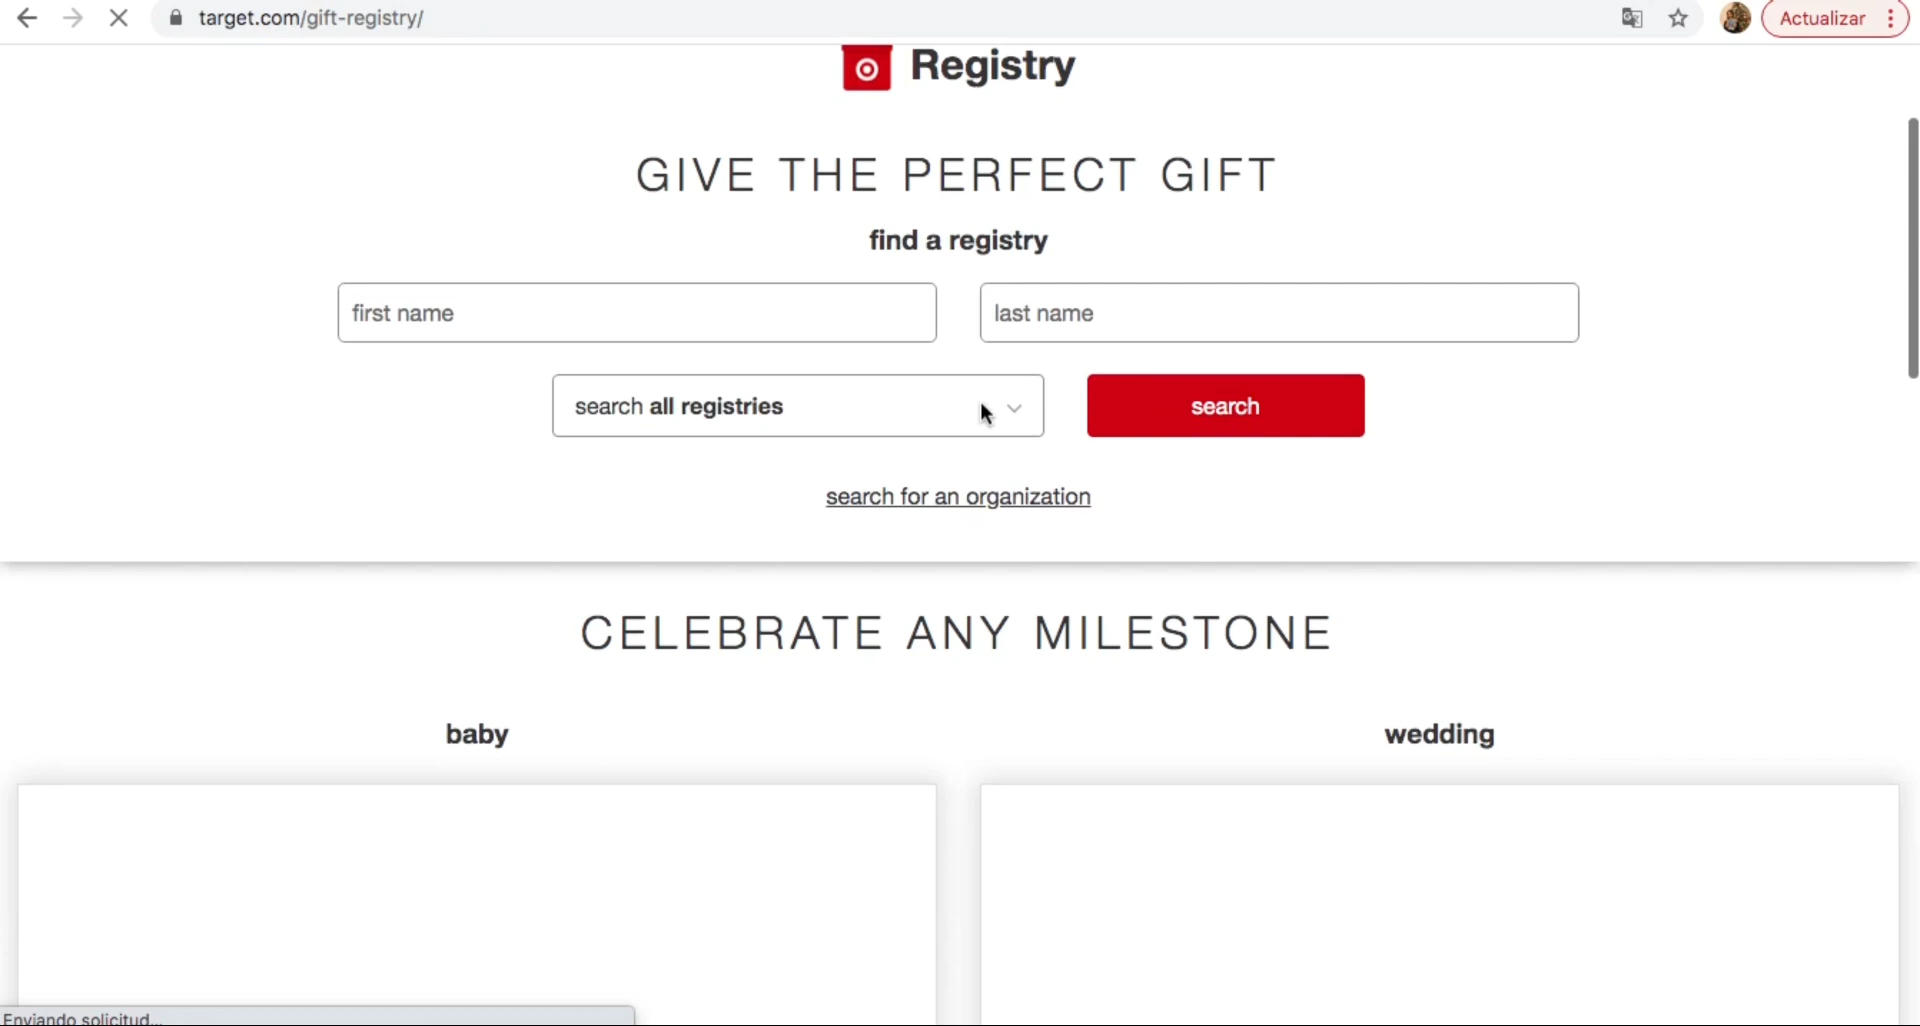 target.com/gift-registry/
Actualizar
Registry
GIVE THE PERFECT GIFT
find a registry
first name
last name
search all registries
search
search for an organization
CELEBRATE ANY MILESTONE
baby
wedding
Enviando solicitud...